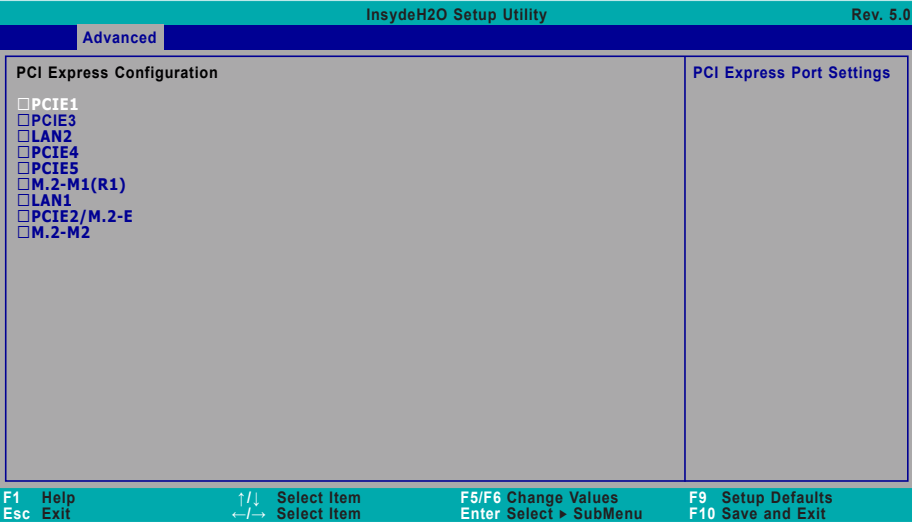 InsydeH2O Setup Utility Rev. 5.0
Advanced
PCI Express Configuration
PCI Express Port Settings
□PCIE1
□PCIE3
□LAN2
□PCIE4
□PCIE5
□M.2-M1(R1)
□LAN1
□PCIE2/M.2-E
□M.2-M2
F1 Help ↑/↓ Select Item F5/F6 Change Values F9 Setup Defaults
Esc Exit ←/→ Select Item Enter Select ▶ SubMenu F10 Save and Exit